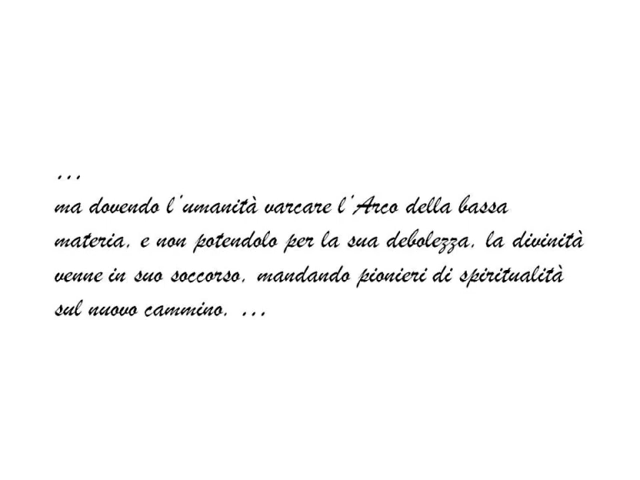 ...
ma dovendo l'umanità varcare l'Arco della bassa
materia, e non potendolo per la sua debolezza, la divinità
venne in suo soccorso, mandando pionieri di spiritualità
sul nuovo cammino. ...